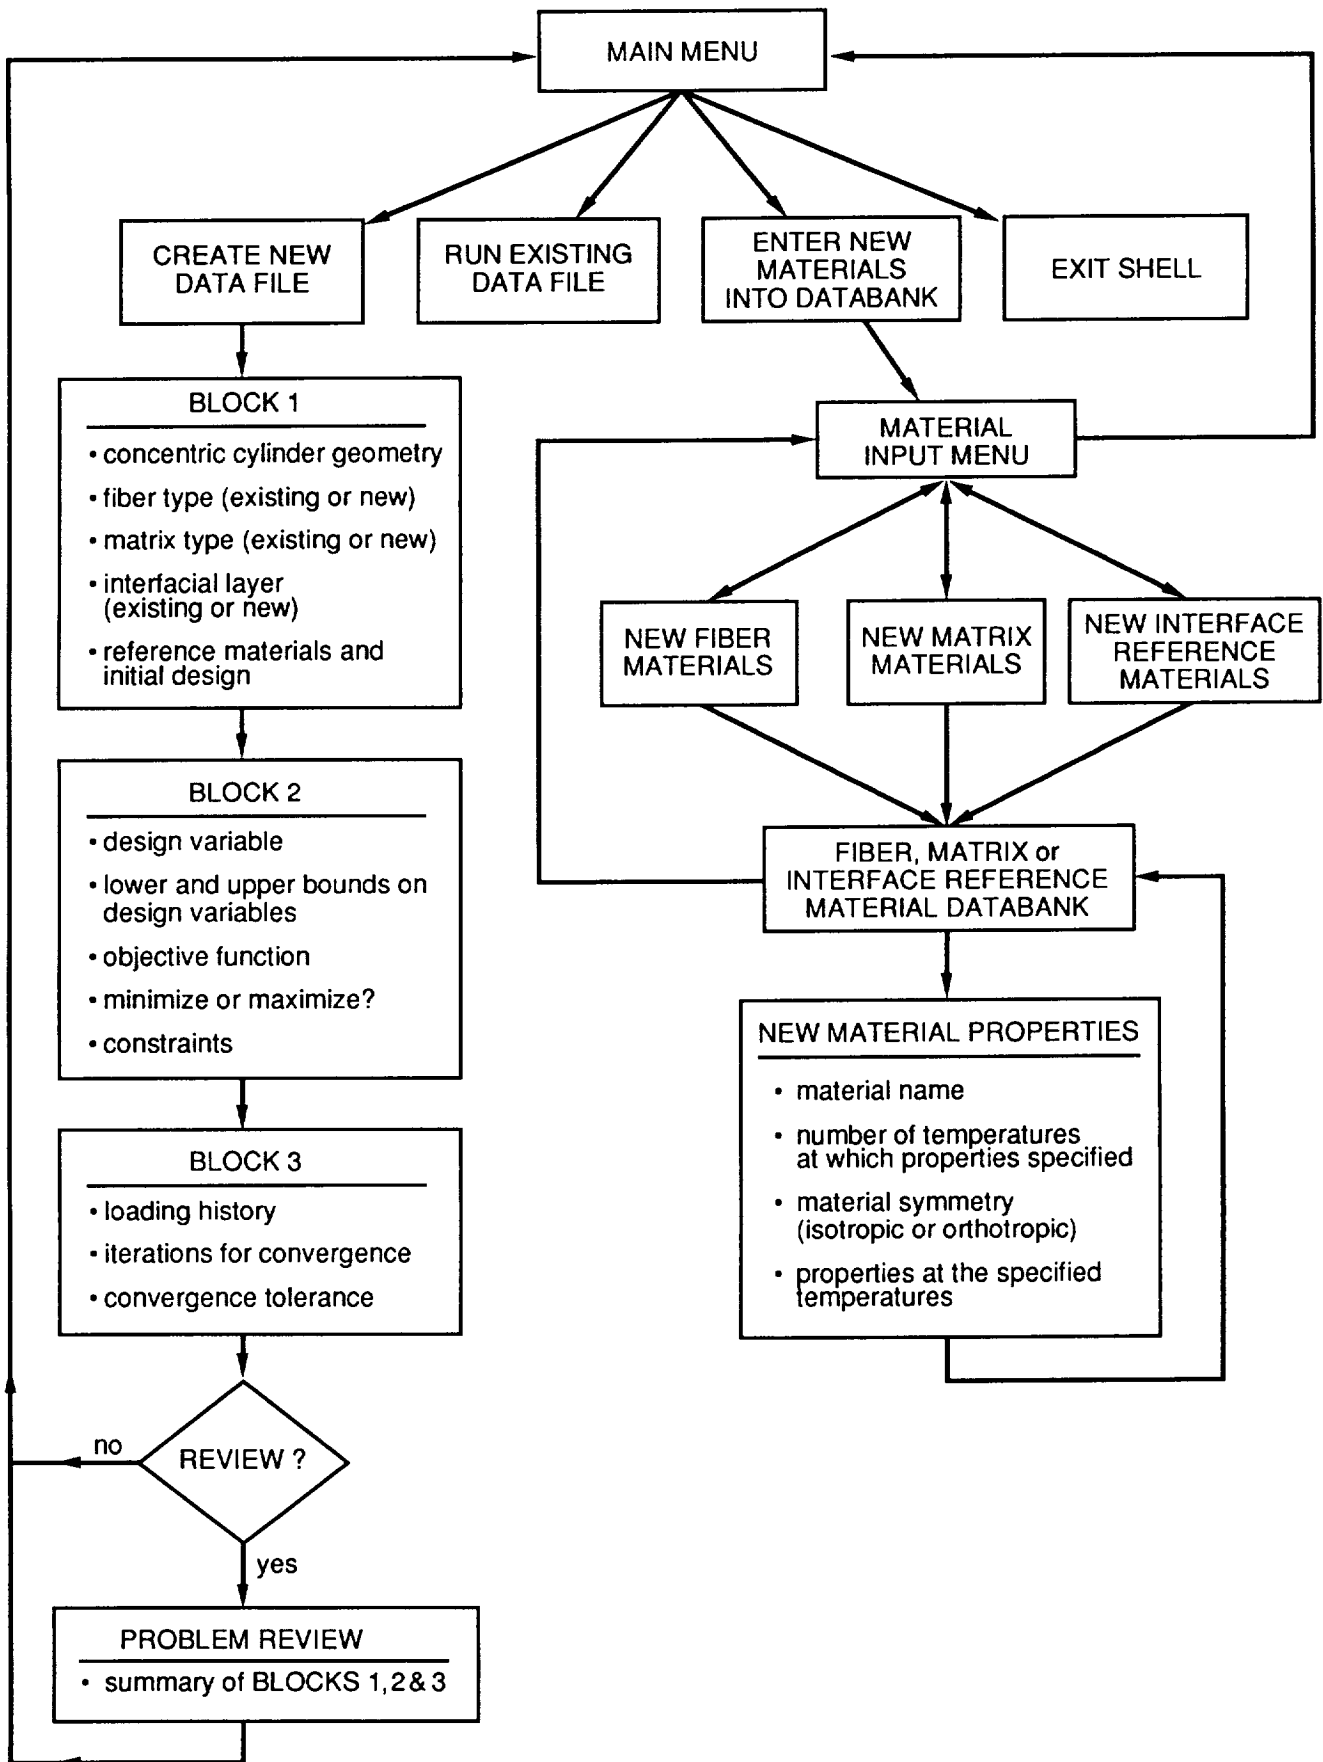 MAIN MENU
CREATE NEW
DATA FILE
RUN EXISTING
DATA FILE
ENTER NEW
MATERIALS
INTO DATABANK
EXIT SHELL
BLOCK 1
• concentric cylinder geometry
• fiber type (existing or new)
• matrix type (existing or new)
• interfacial layer
(existing or new)
• reference materials and
initial design
BLOCK 2
• design variable
• lower and upper bounds on
design variables
• objective function
• minimize or maximize?
• constraints
BLOCK 3
• loading history
• iterations for convergence
• convergence tolerance
REVIEW ?
no
yes
PROBLEM REVIEW
• summary of BLOCKS 1, 2 & 3
MATERIAL
INPUT MENU
NEW FIBER
MATERIALS
NEW MATRIX
MATERIALS
NEW INTERFACE
REFERENCE
MATERIALS
FIBER, MATRIX or
INTERFACE REFERENCE
MATERIAL DATABANK
NEW MATERIAL PROPERTIES
• material name
• number of temperatures
at which properties specified
• material symmetry
(isotropic or orthotropic)
• properties at the specified
temperatures